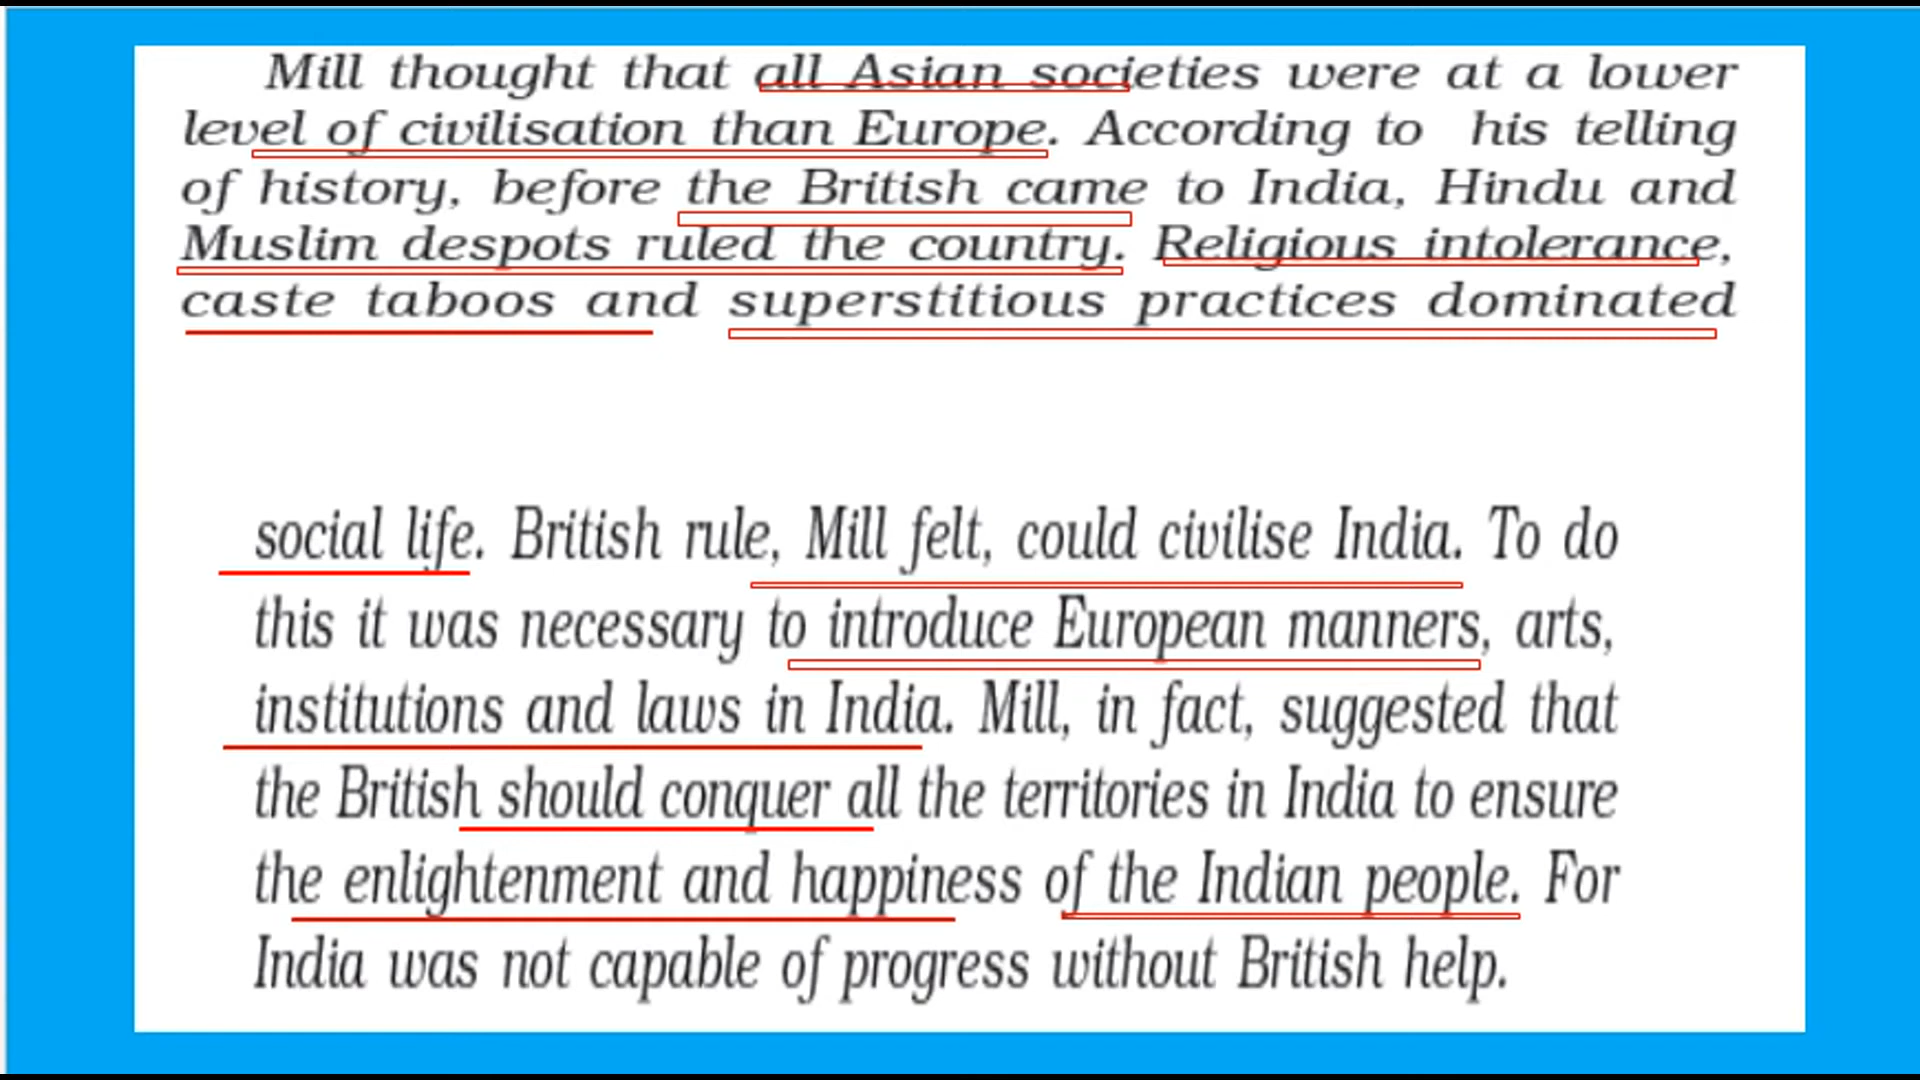 Mill thought that all Asian societies were at a lower
level of civilisation than Europe. According to his telling
of history, before the British came to India, Hindu and
Muslim despots ruled the country. Religious intolerance,
caste taboos and superstitious practices dominated
social life. British rule, Mill felt, could civilise India. To do
this it was necessary to introduce European manners, arts,
institutions and laws in India. Mill, in fact, suggested that
the British should conquer all the territories in India to ensure
the enlightenment and happiness of the Indian people. For
India was not capable of progress without British help.